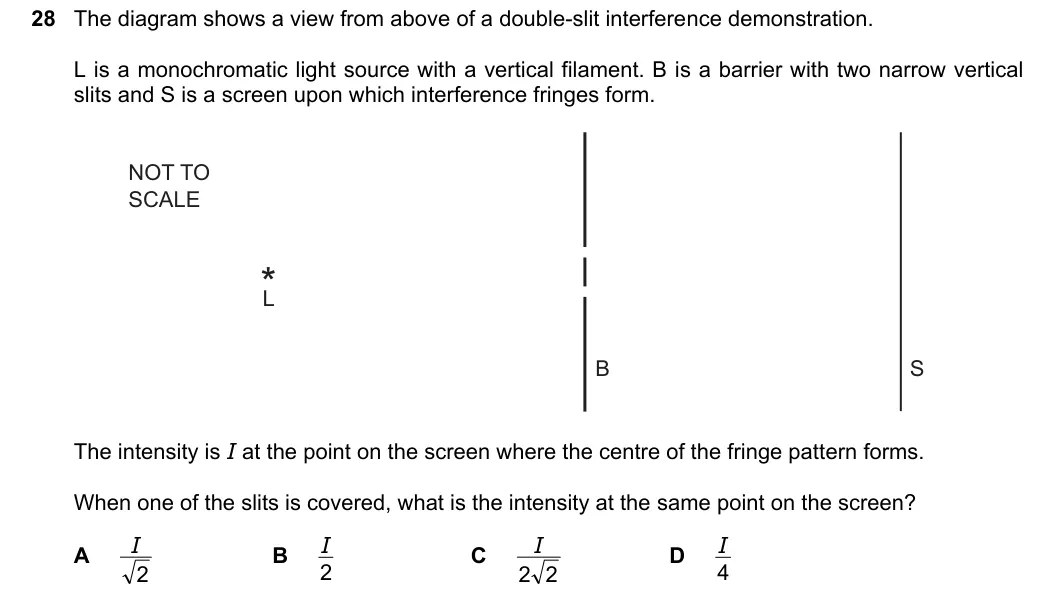 28 The diagram shows a view from above of a double-slit interference demonstration.
L is a monochromatic light source with a vertical filament. B is a barrier with two narrow vertical
slits and S is a screen upon which interference fringes form.
NOT TO
SCALE
*
L
B
S
The intensity is I at the point on the screen where the centre of the fringe pattern forms.
When one of the slits is covered, what is the intensity at the same point on the screen?
A I/√2 B I/2 C I/2√2 D I/4